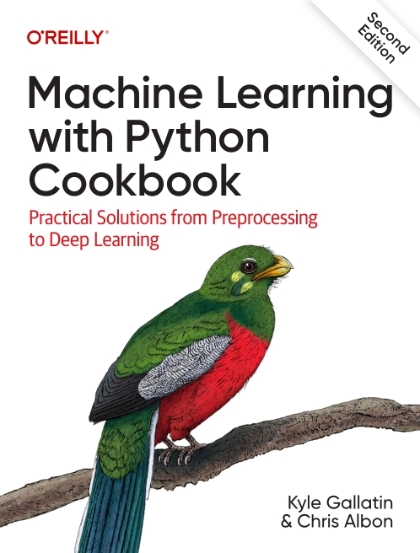 O'REILLY®
Second
Edition
Machine Learning
with Python
Cookbook
Practical Solutions from Preprocessing
to Deep Learning
Kyle Gallatin
& Chris Albon